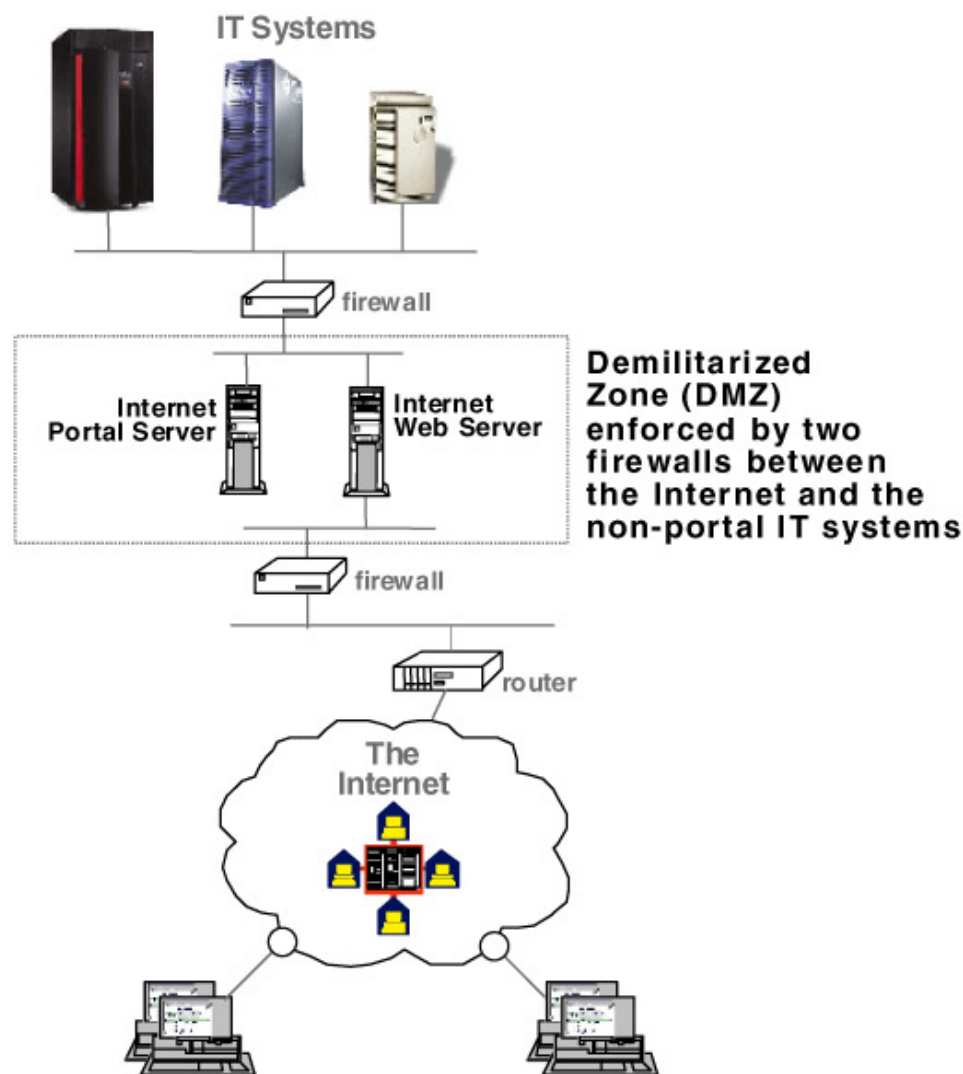 IT Systems
firewall
Internet
Portal Server
Internet
Web Server
Demilitarized
Zone (DMZ)
enforced by two
firewalls between
the Internet and the
non-portal IT systems
firewall
router
The
Internet